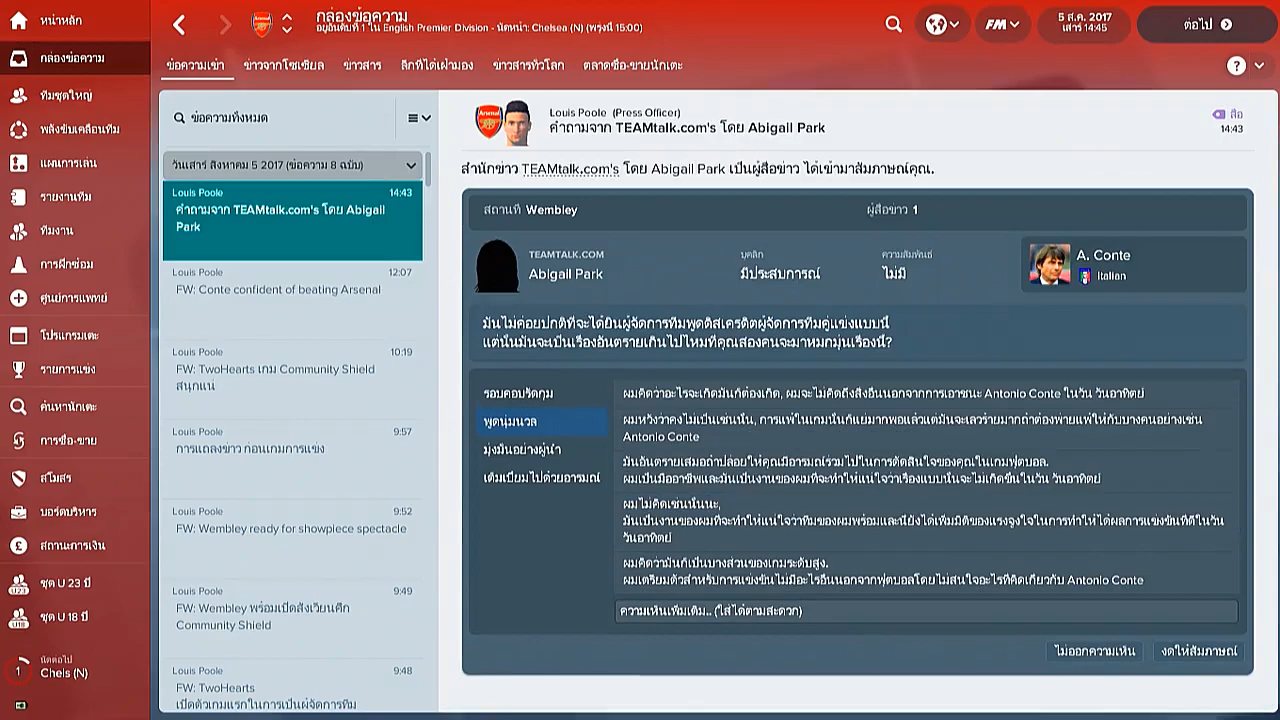 หน้าหลัก
กล่องข้อความ
ทีมชุดใหญ่
พลังขับเคลื่อนทีม
แผนการเล่น
รายงานทีม
ทีมงาน
การฝึกซ้อม
ศูนย์การแพทย์
โปรแกรมเตะ
รายการแข่ง
ค้นหานักเตะ
การซื้อ-ขาย
สโมสร
บอร์ดบริหาร
สถานะการเงิน
ชุด U 23 ปี
ชุด U 18 ปี
นัดต่อไป
Chels (N)
กล่องข้อความ
อยู่อันดับที่ 1 ใน English Premier Division - นัดหน้า: Chelsea (N) (พรุ่งนี้ 15:00)
FM
5 ส.ค. 2017
เสาร์ 14:45
ต่อไป
ข้อความเข้า
ข่าวจากโซเชียล
ข่าวสาร
ลีกที่ได้เฝ้ามอง
ข่าวสารทั่วโลก
ตลาดซื้อ-ขายนักเตะ
ข้อความทั้งหมด
วันเสาร์ สิงหาคม 5 2017 (ข้อความ 8 ฉบับ)
Louis Poole 14:43
คำถามจาก TEAMtalk.com's โดย Abigail
Park
Louis Poole 12:07
FW: Conte confident of beating Arsenal
Louis Poole 10:19
FW: TwoHearts เกม Community Shield
สนุกแน่
Louis Poole 9:57
การแถลงข่าว ก่อนเกมการแข่ง
Louis Poole 9:52
FW: Wembley ready for showpiece spectacle
Louis Poole 9:49
FW: Wembley พร้อมเปิดสังเวียนศึก
Community Shield
Louis Poole 9:48
FW: TwoHearts
เปิดตัวเกมแรกในการเป็นผู้จัดการทีม
Louis Poole (Press Officer)
คำถามจาก TEAMtalk.com's โดย Abigail Park
สื่อ
14:43
สำนักข่าว TEAMtalk.com's โดย Abigail Park เป็นผู้สื่อข่าว ได้เข้ามาสัมภาษณ์คุณ.
สถานที่ Wembley
ผู้สื่อข่าว 1
TEAMTALK.COM
Abigail Park
บุคลิก
มีประสบการณ์
ความสัมพันธ์
ไม่มี
A. Conte
Italian
มันไม่ค่อยปกติที่จะได้ยินผู้จัดการทีมพูดดิสเครดิตผู้จัดการทีมคู่แข่งแบบนี้
แต่นั่นมันจะเป็นเรื่องอันตรายเกินไปไหมที่คุณสองคนจะมาหมกมุ่นเรื่องนี้?
รอบคอบรัดกุม
พูดนุ่มนวล
มุ่งมั่นอย่างผู้นำ
เต็มเปี่ยมไปด้วยอารมณ์
ผมคิดว่าอะไรจะเกิดมันก็ต้องเกิด, ผมจะไม่คิดถึงสิ่งอื่นนอกจากการเอาชนะ Antonio Conte ในวัน วันอาทิตย์
ผมหวังว่าคงไม่เป็นเช่นนั้น, การแพ้ในเกมนั้นก็แย่มากพอแล้วแต่มันจะเลวร้ายมากถ้าต้องพ่ายแพ้ให้กับบางคนอย่างเช่น
Antonio Conte
มันอันตรายเสมอถ้าปล่อยให้คุณมีอารมณ์ร่วมไปในการตัดสินใจของคุณในเกมฟุตบอล.
ผมเป็นมืออาชีพและมันเป็นงานของผมที่จะทำให้แน่ใจว่าเรื่องแบบนั้นจะไม่เกิดขึ้นในวัน วันอาทิตย์
ผมไม่คิดเช่นนั้นนะ,
มันเป็นงานของผมที่จะทำให้แน่ใจว่าทีมของผมพร้อมและนี่ยังได้เพิ่มมิติของแรงจูงใจในการทำให้ได้ผลการแข่งขันที่ดีในวัน
วันอาทิตย์
ผมคิดว่ามันก็เป็นบางส่วนของเกมระดับสูง.
ผมเตรียมตัวสำหรับการแข่งขันไม่มีอะไรอื่นนอกจากฟุตบอลโดยไม่สนใจอะไรที่คิดเกี่ยวกับ Antonio Conte
ความเห็นเพิ่มเติม.. (ใส่ได้ตามสะดวก)
ไม่ออกความเห็น
งดให้สัมภาษณ์